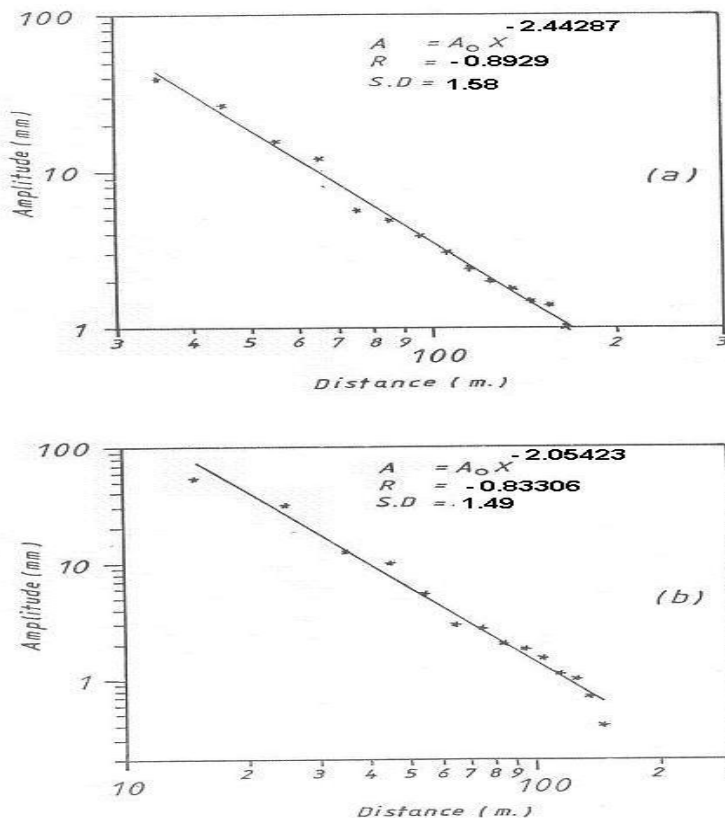 100
10
1
Amplitude (mm)
A = A₀ X -2.44287
R = -0.8929
S.D = 1.58
(a)
3 4 5 6 7 8 9 100 2 3
Distance (m.)
100
10
1
Amplitude (mm)
A = A₀ X -2.05423
R = -0.83306
S.D = 1.49
(b)
10 2 3 4 5 6 7 8 9 100 2
Distance (m.)